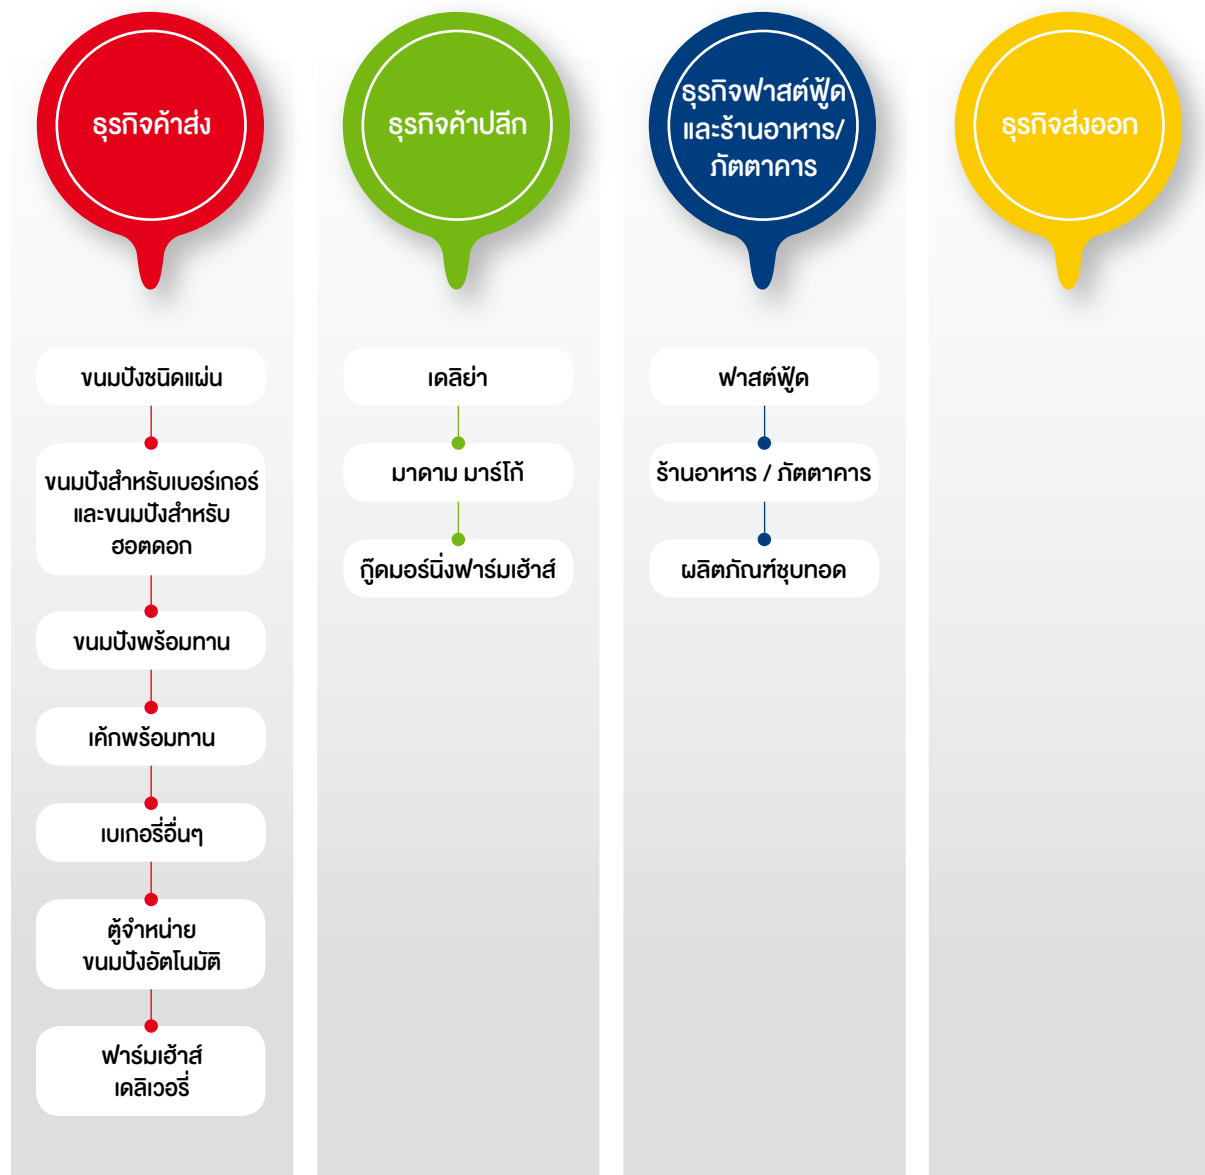 ธุรกิจค้าส่ง
ขนมปังชนิดแผ่น
ขนมปังสำหรับเบอร์เกอร์
และขนมปังสำหรับ
ฮอตดอก
ขนมปังพร้อมทาน
เค้กพร้อมทาน
เบเกอรี่อื่นๆ
ตู้จำหน่าย
ขนมปังอัตโนมัติ
ฟาร์มเฮ้าส์
เดลิเวอรี่
ธุรกิจค้าปลีก
เดลิย่า
มาดาม มาร์โก้
กู๊ดมอร์นิ่งฟาร์มเฮ้าส์
ธุรกิจฟาสต์ฟู้ด
และร้านอาหาร/
ภัตตาคาร
ฟาสต์ฟู้ด
ร้านอาหาร / ภัตตาคาร
ผลิตภัณฑ์ชุบทอด
ธุรกิจส่งออก